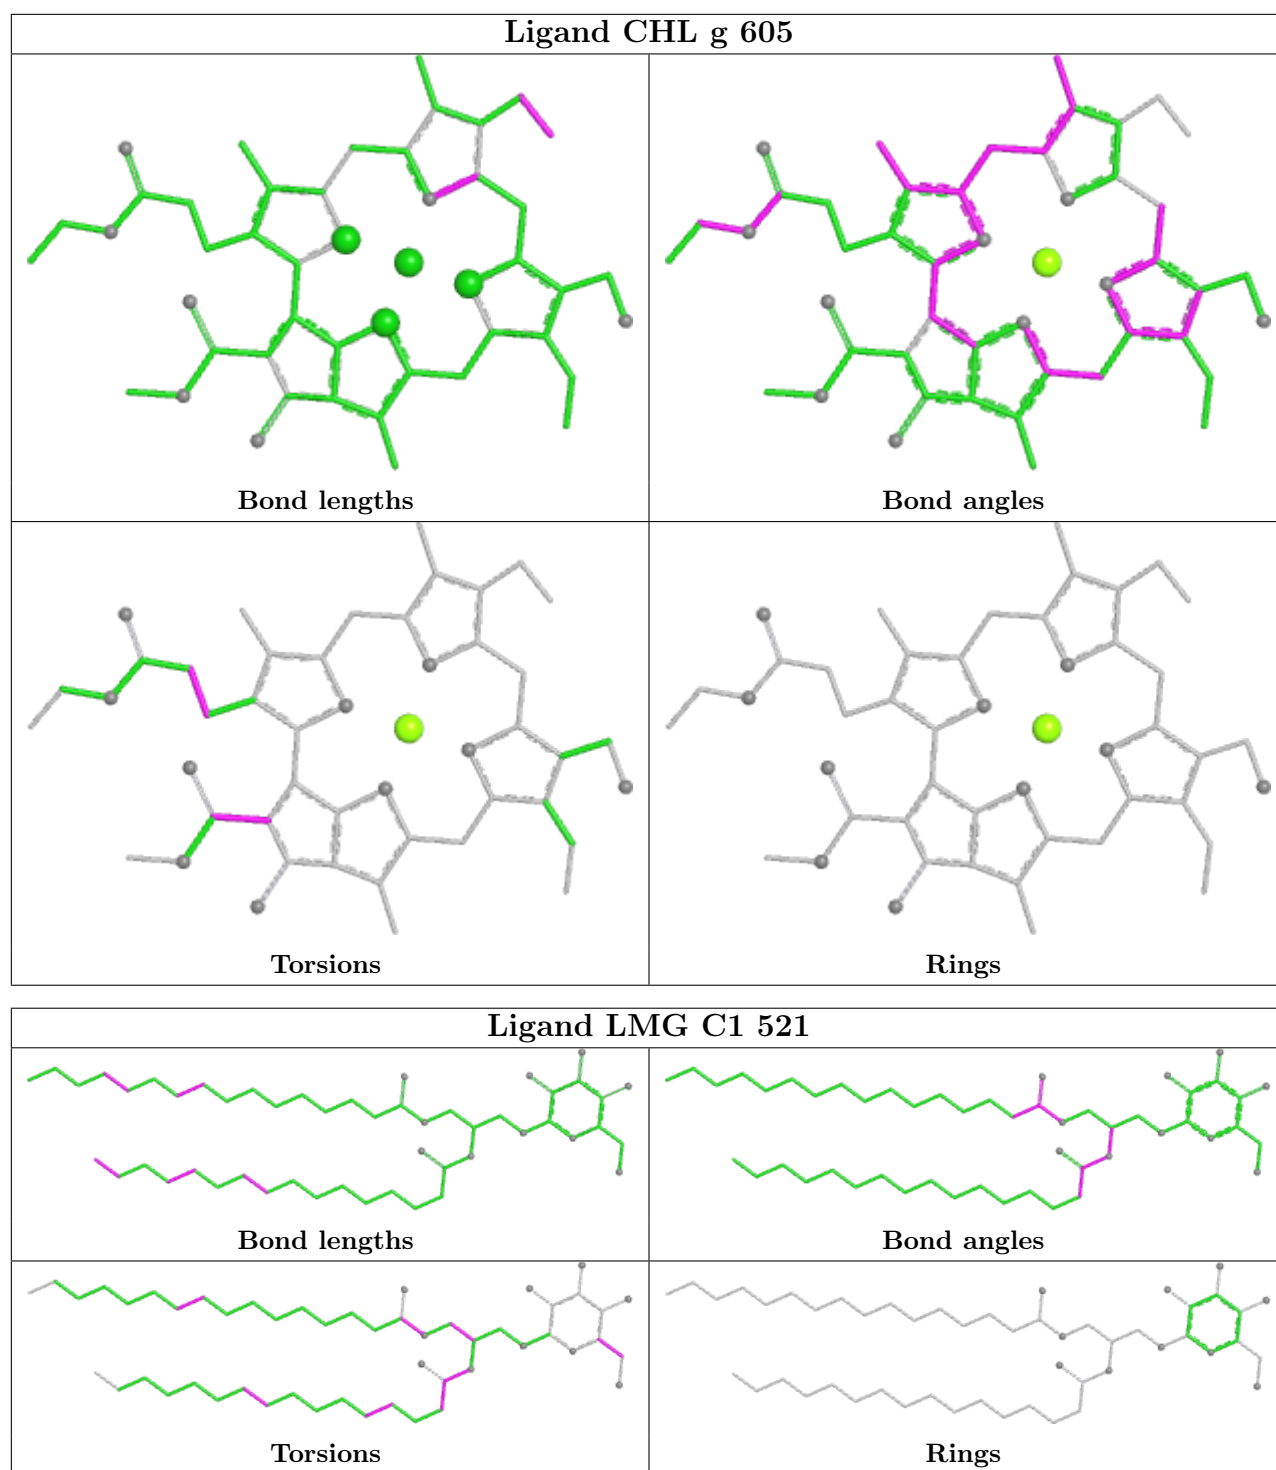 Ligand CHL g 605
Bond lengths
Bond angles
Torsions
Rings
Ligand LMG C1 521
Bond lengths
Bond angles
Torsions
Rings